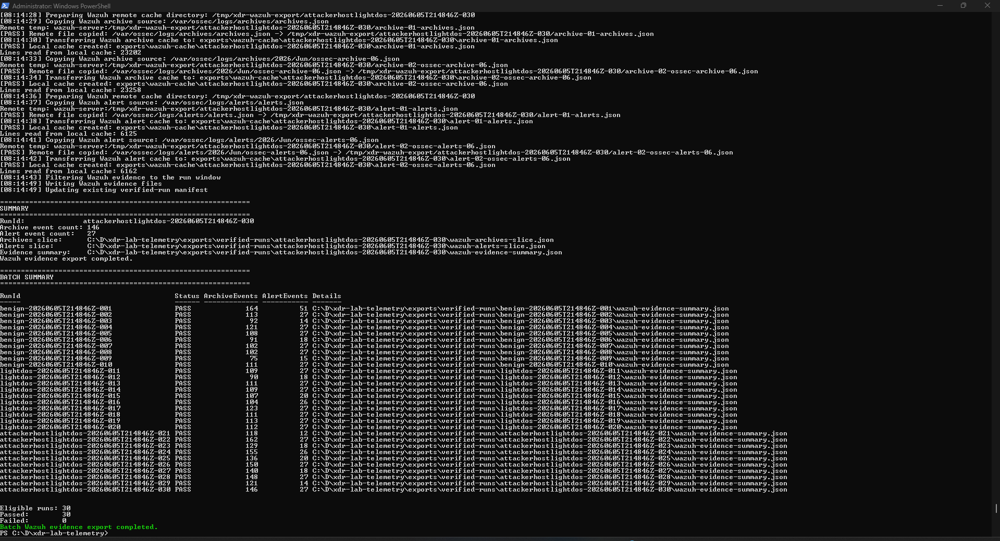 Administrator: Windows PowerShell
[08:14:28] Preparing Wazuh remote cache directory: /tmp/xdr-wazuh-export/attackerhostlightdos-20260605T214846Z-030
[08:14:29] Copying Wazuh archive source: /var/ossec/logs/archives/archives.json
Remote temp: wazuh-server:/tmp/xdr-wazuh-export/attackerhostlightdos-20260605T214846Z-030/archive-01-archives.json
[PASS] Remote file copied: /var/ossec/logs/archives/archives.json -> /tmp/xdr-wazuh-export/attackerhostlightdos-20260605T214846Z-030/archive-01-archives.json
[08:14:30] Transferring Wazuh archive cache to: exports\wazuh-cache\attackerhostlightdos-20260605T214846Z-030\archive-01-archives.json
[PASS] Local cache created: exports\wazuh-cache\attackerhostlightdos-20260605T214846Z-030\archive-01-archives.json
Lines read from local cache: 23202
[08:14:33] Copying Wazuh archive source: /var/ossec/logs/archives/2026/Jun/ossec-archive-06.json
Remote temp: wazuh-server:/tmp/xdr-wazuh-export/attackerhostlightdos-20260605T214846Z-030/archive-02-ossec-archive-06.json
[PASS] Remote file copied: /var/ossec/logs/archives/2026/Jun/ossec-archive-06.json -> /tmp/xdr-wazuh-export/attackerhostlightdos-20260605T214846Z-030/archive-02-ossec-archive-06.json
[08:14:34] Transferring Wazuh archive cache to: exports\wazuh-cache\attackerhostlightdos-20260605T214846Z-030\archive-02-ossec-archive-06.json
[PASS] Local cache created: exports\wazuh-cache\attackerhostlightdos-20260605T214846Z-030\archive-02-ossec-archive-06.json
Lines read from local cache: 23258
[08:14:36] Preparing Wazuh remote cache directory: /tmp/xdr-wazuh-export/attackerhostlightdos-20260605T214846Z-030
[08:14:37] Copying Wazuh alert source: /var/ossec/logs/alerts/alerts.json
Remote temp: wazuh-server:/tmp/xdr-wazuh-export/attackerhostlightdos-20260605T214846Z-030/alert-01-alerts.json
[PASS] Remote file copied: /var/ossec/logs/alerts/alerts.json -> /tmp/xdr-wazuh-export/attackerhostlightdos-20260605T214846Z-030/alert-01-alerts.json
[08:14:38] Transferring Wazuh alert cache to: exports\wazuh-cache\attackerhostlightdos-20260605T214846Z-030\alert-01-alerts.json
[PASS] Local cache created: exports\wazuh-cache\attackerhostlightdos-20260605T214846Z-030\alert-01-alerts.json
Lines read from local cache: 6125
[08:14:41] Copying Wazuh alert source: /var/ossec/logs/alerts/2026/Jun/ossec-alerts-06.json
Remote temp: wazuh-server:/tmp/xdr-wazuh-export/attackerhostlightdos-20260605T214846Z-030/alert-02-ossec-alerts-06.json
[PASS] Remote file copied: /var/ossec/logs/alerts/2026/Jun/ossec-alerts-06.json -> /tmp/xdr-wazuh-export/attackerhostlightdos-20260605T214846Z-030/alert-02-ossec-alerts-06.json
[08:14:42] Transferring Wazuh alert cache to: exports\wazuh-cache\attackerhostlightdos-20260605T214846Z-030\alert-02-ossec-alerts-06.json
[PASS] Local cache created: exports\wazuh-cache\attackerhostlightdos-20260605T214846Z-030\alert-02-ossec-alerts-06.json
Lines read from local cache: 6162
[08:14:43] Filtering Wazuh evidence to the run window
[08:14:49] Writing Wazuh evidence files
[08:14:49] Updating existing verified-run manifest
============================================================
SUMMARY
============================================================
RunId: attackerhostlightdos-20260605T214846Z-030
Archive event count: 146
Alert event count: 27
Archives slice: C:\D\xdr-lab-telemetry\exports\verified-runs\attackerhostlightdos-20260605T214846Z-030\wazuh-archives-slice.json
Alerts slice: C:\D\xdr-lab-telemetry\exports\verified-runs\attackerhostlightdos-20260605T214846Z-030\wazuh-alerts-slice.json
Evidence summary: C:\D\xdr-lab-telemetry\exports\verified-runs\attackerhostlightdos-20260605T214846Z-030\wazuh-evidence-summary.json
Wazuh evidence export completed.
============================================================
BATCH SUMMARY
============================================================
RunId Status ArchiveEvents AlertEvents Details
----- ------ ------------- ----------- -------
benign-20260605T214846Z-001 PASS 164 51 C:\D\xdr-lab-telemetry\exports\verified-runs\benign-20260605T214846Z-001\wazuh-evidence-summary.json
benign-20260605T214846Z-002 PASS 113 27 C:\D\xdr-lab-telemetry\exports\verified-runs\benign-20260605T214846Z-002\wazuh-evidence-summary.json
benign-20260605T214846Z-003 PASS 92 14 C:\D\xdr-lab-telemetry\exports\verified-runs\benign-20260605T214846Z-003\wazuh-evidence-summary.json
benign-20260605T214846Z-004 PASS 121 27 C:\D\xdr-lab-telemetry\exports\verified-runs\benign-20260605T214846Z-004\wazuh-evidence-summary.json
benign-20260605T214846Z-005 PASS 108 27 C:\D\xdr-lab-telemetry\exports\verified-runs\benign-20260605T214846Z-005\wazuh-evidence-summary.json
benign-20260605T214846Z-006 PASS 91 18 C:\D\xdr-lab-telemetry\exports\verified-runs\benign-20260605T214846Z-006\wazuh-evidence-summary.json
benign-20260605T214846Z-007 PASS 102 27 C:\D\xdr-lab-telemetry\exports\verified-runs\benign-20260605T214846Z-007\wazuh-evidence-summary.json
benign-20260605T214846Z-008 PASS 102 27 C:\D\xdr-lab-telemetry\exports\verified-runs\benign-20260605T214846Z-008\wazuh-evidence-summary.json
benign-20260605T214846Z-009 PASS 75 15 C:\D\xdr-lab-telemetry\exports\verified-runs\benign-20260605T214846Z-009\wazuh-evidence-summary.json
benign-20260605T214846Z-010 PASS 111 27 C:\D\xdr-lab-telemetry\exports\verified-runs\benign-20260605T214846Z-010\wazuh-evidence-summary.json
lightdos-20260605T214846Z-011 PASS 109 27 C:\D\xdr-lab-telemetry\exports\verified-runs\lightdos-20260605T214846Z-011\wazuh-evidence-summary.json
lightdos-20260605T214846Z-012 PASS 90 18 C:\D\xdr-lab-telemetry\exports\verified-runs\lightdos-20260605T214846Z-012\wazuh-evidence-summary.json
lightdos-20260605T214846Z-013 PASS 111 27 C:\D\xdr-lab-telemetry\exports\verified-runs\lightdos-20260605T214846Z-013\wazuh-evidence-summary.json
lightdos-20260605T214846Z-014 PASS 109 27 C:\D\xdr-lab-telemetry\exports\verified-runs\lightdos-20260605T214846Z-014\wazuh-evidence-summary.json
lightdos-20260605T214846Z-015 PASS 107 20 C:\D\xdr-lab-telemetry\exports\verified-runs\lightdos-20260605T214846Z-015\wazuh-evidence-summary.json
lightdos-20260605T214846Z-016 PASS 104 26 C:\D\xdr-lab-telemetry\exports\verified-runs\lightdos-20260605T214846Z-016\wazuh-evidence-summary.json
lightdos-20260605T214846Z-017 PASS 123 27 C:\D\xdr-lab-telemetry\exports\verified-runs\lightdos-20260605T214846Z-017\wazuh-evidence-summary.json
lightdos-20260605T214846Z-018 PASS 111 27 C:\D\xdr-lab-telemetry\exports\verified-runs\lightdos-20260605T214846Z-018\wazuh-evidence-summary.json
lightdos-20260605T214846Z-019 PASS 113 27 C:\D\xdr-lab-telemetry\exports\verified-runs\lightdos-20260605T214846Z-019\wazuh-evidence-summary.json
lightdos-20260605T214846Z-020 PASS 112 27 C:\D\xdr-lab-telemetry\exports\verified-runs\lightdos-20260605T214846Z-020\wazuh-evidence-summary.json
attackerhostlightdos-20260605T214846Z-021 PASS 118 12 C:\D\xdr-lab-telemetry\exports\verified-runs\attackerhostlightdos-20260605T214846Z-021\wazuh-evidence-summary.json
attackerhostlightdos-20260605T214846Z-022 PASS 162 27 C:\D\xdr-lab-telemetry\exports\verified-runs\attackerhostlightdos-20260605T214846Z-022\wazuh-evidence-summary.json
attackerhostlightdos-20260605T214846Z-023 PASS 129 18 C:\D\xdr-lab-telemetry\exports\verified-runs\attackerhostlightdos-20260605T214846Z-023\wazuh-evidence-summary.json
attackerhostlightdos-20260605T214846Z-024 PASS 155 26 C:\D\xdr-lab-telemetry\exports\verified-runs\attackerhostlightdos-20260605T214846Z-024\wazuh-evidence-summary.json
attackerhostlightdos-20260605T214846Z-025 PASS 136 20 C:\D\xdr-lab-telemetry\exports\verified-runs\attackerhostlightdos-20260605T214846Z-025\wazuh-evidence-summary.json
attackerhostlightdos-20260605T214846Z-026 PASS 150 27 C:\D\xdr-lab-telemetry\exports\verified-runs\attackerhostlightdos-20260605T214846Z-026\wazuh-evidence-summary.json
attackerhostlightdos-20260605T214846Z-027 PASS 140 18 C:\D\xdr-lab-telemetry\exports\verified-runs\attackerhostlightdos-20260605T214846Z-027\wazuh-evidence-summary.json
attackerhostlightdos-20260605T214846Z-028 PASS 148 27 C:\D\xdr-lab-telemetry\exports\verified-runs\attackerhostlightdos-20260605T214846Z-028\wazuh-evidence-summary.json
attackerhostlightdos-20260605T214846Z-029 PASS 121 14 C:\D\xdr-lab-telemetry\exports\verified-runs\attackerhostlightdos-20260605T214846Z-029\wazuh-evidence-summary.json
attackerhostlightdos-20260605T214846Z-030 PASS 146 27 C:\D\xdr-lab-telemetry\exports\verified-runs\attackerhostlightdos-20260605T214846Z-030\wazuh-evidence-summary.json
Eligible runs: 30
Passed: 30
Failed: 0
Batch Wazuh evidence export completed.
PS C:\D\xdr-lab-telemetry>